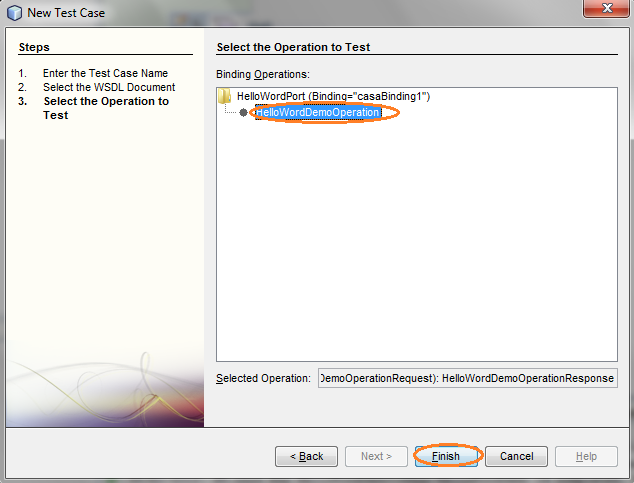 New Test Case
Steps
1. Enter the Test Case Name
2. Select the WSDL Document
3. Select the Operation to
Test
Select the Operation to Test
Binding Operations:
HelloWordPort (Binding="casaBinding1")
HelloWordDemoOperation
Selected Operation: DemoOperationRequest): HelloWordDemoOperationResponse
< Back
Next >
Finish
Cancel
Help